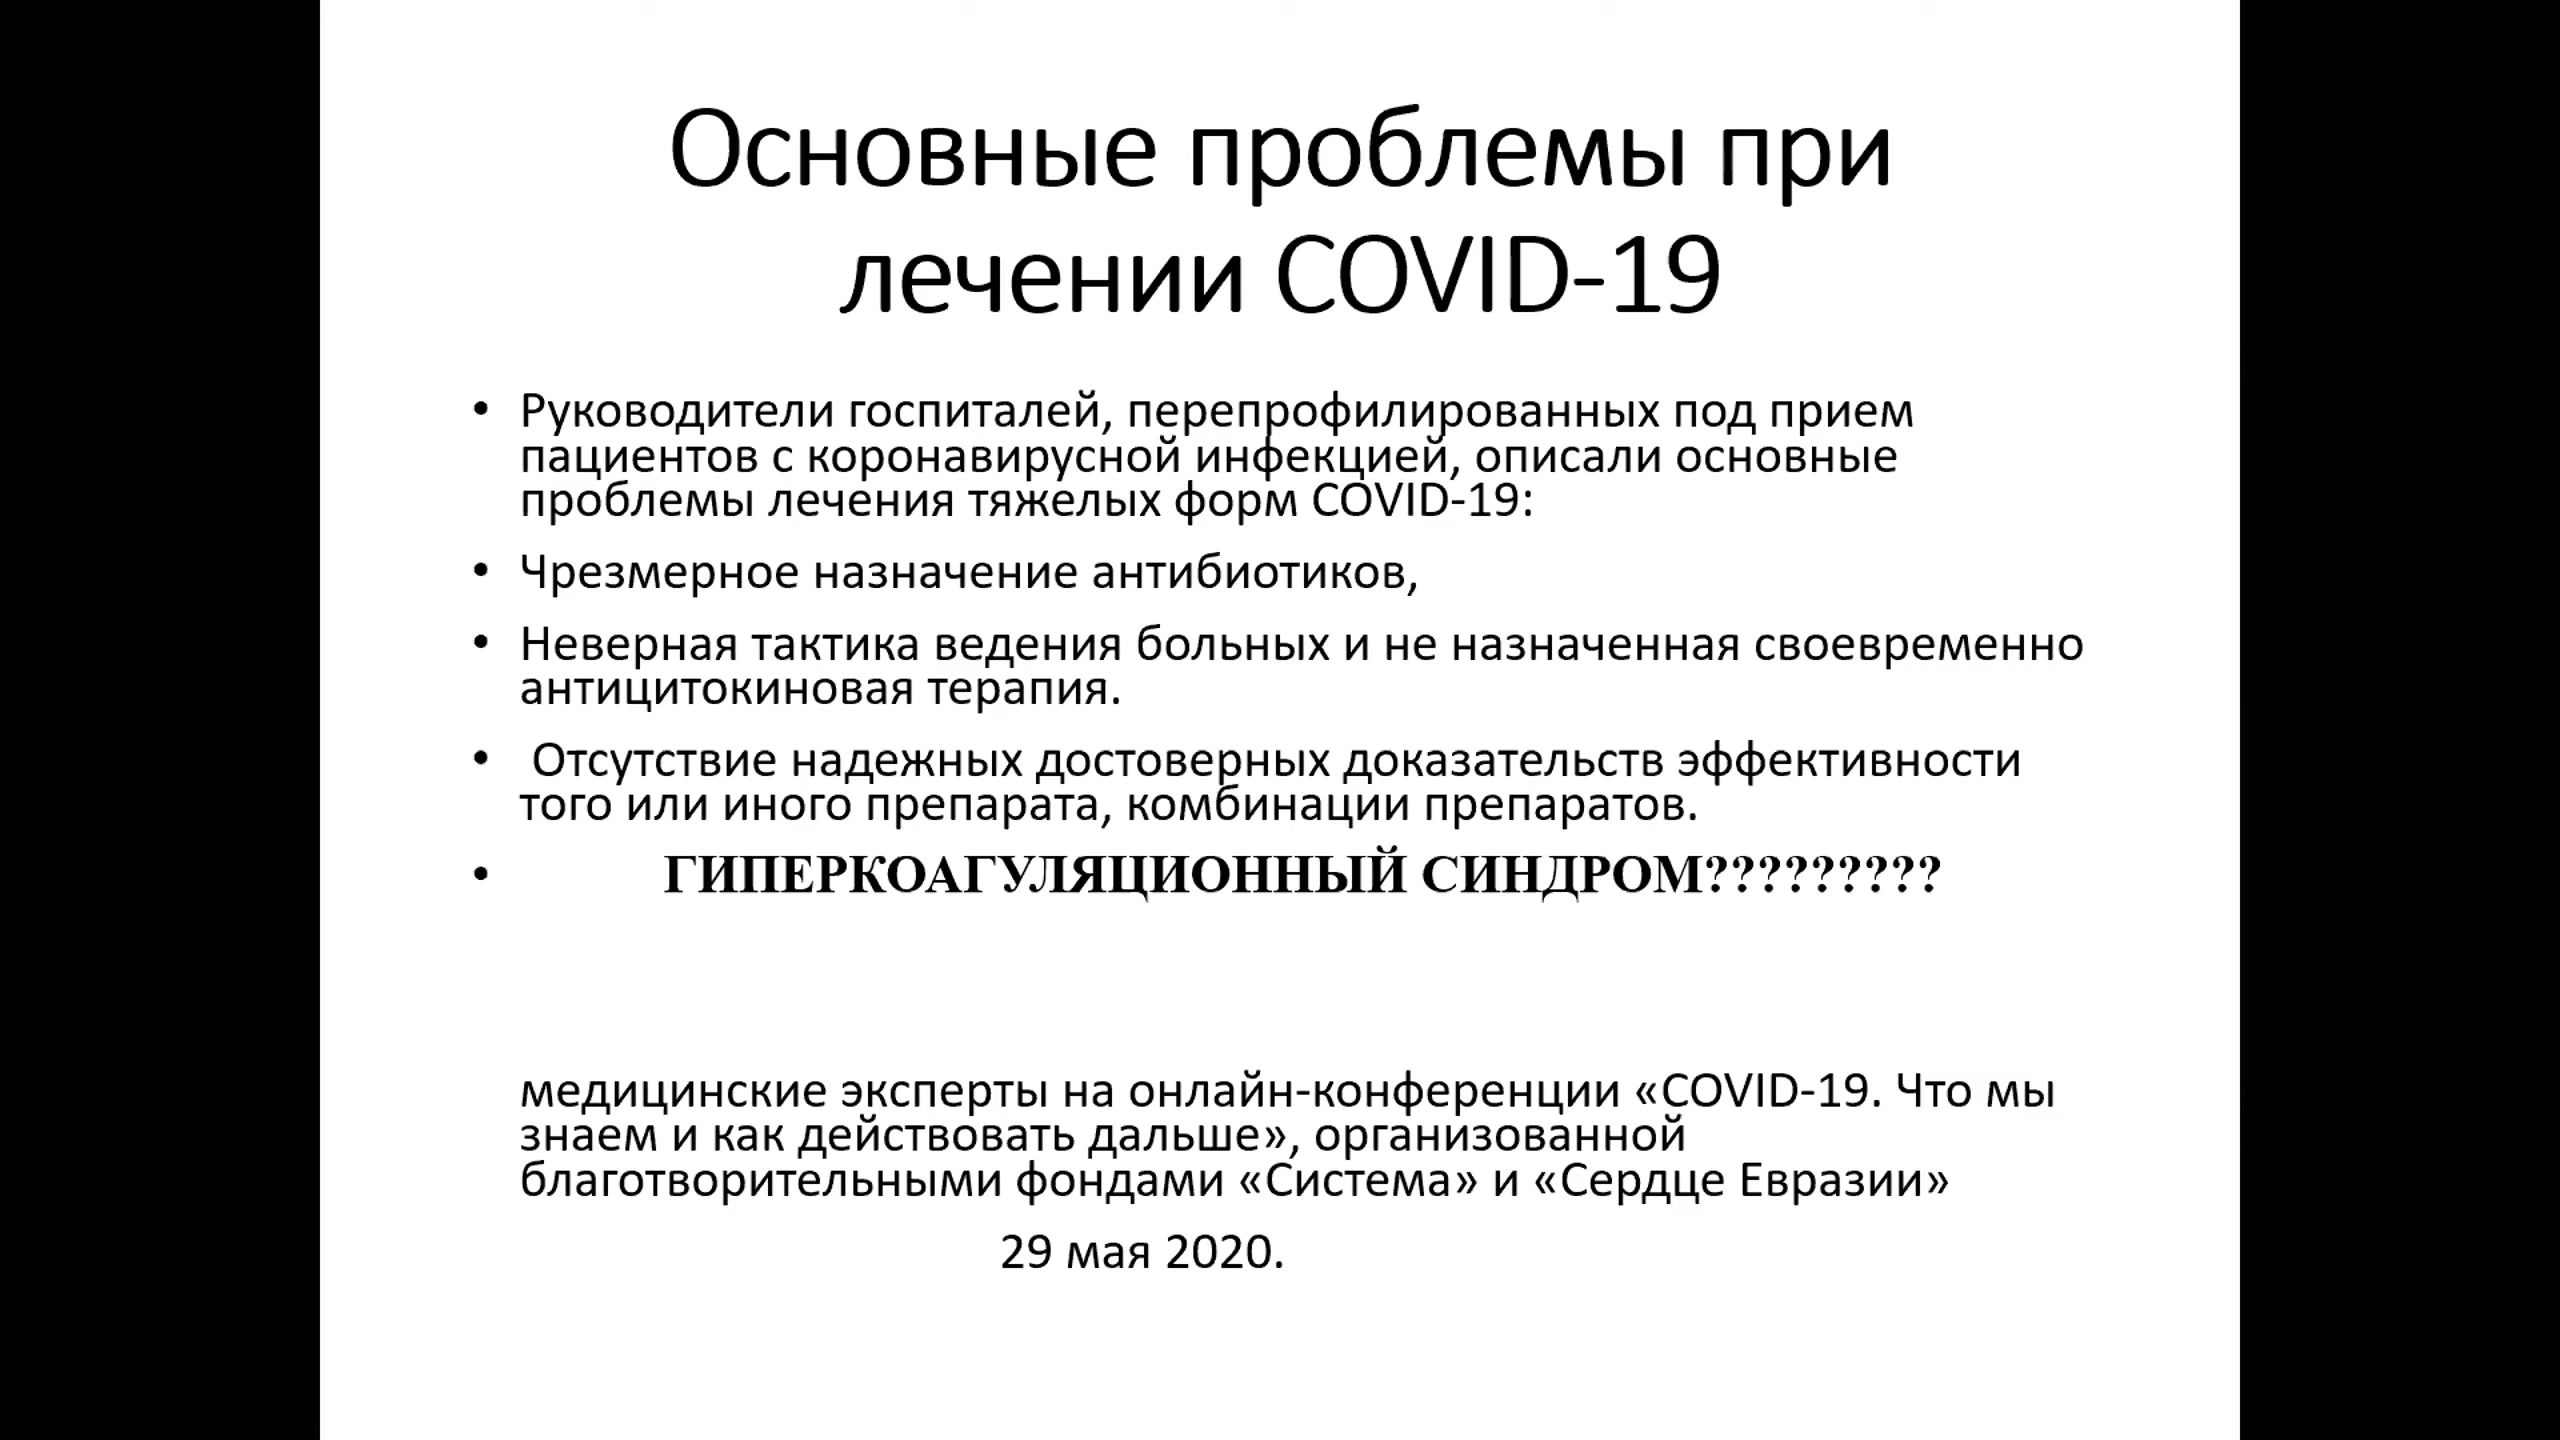 Основные проблемы при
лечении COVID-19
• Руководители госпиталей, перепрофилированных под прием
пациентов с коронавирусной инфекцией, описали основные
проблемы лечения тяжелых форм COVID-19:
• Чрезмерное назначение антибиотиков,
• Неверная тактика ведения больных и не назначенная своевременно
антицитокиновая терапия.
• Отсутствие надежных достоверных доказательств эффективности
того или иного препарата, комбинации препаратов.
• ГИПЕРКОАГУЛЯЦИОННЫЙ СИНДРОМ?????????
медицинские эксперты на онлайн-конференции «COVID-19. Что мы
знаем и как действовать дальше», организованной
благотворительными фондами «Система» и «Сердце Евразии»
29 мая 2020.